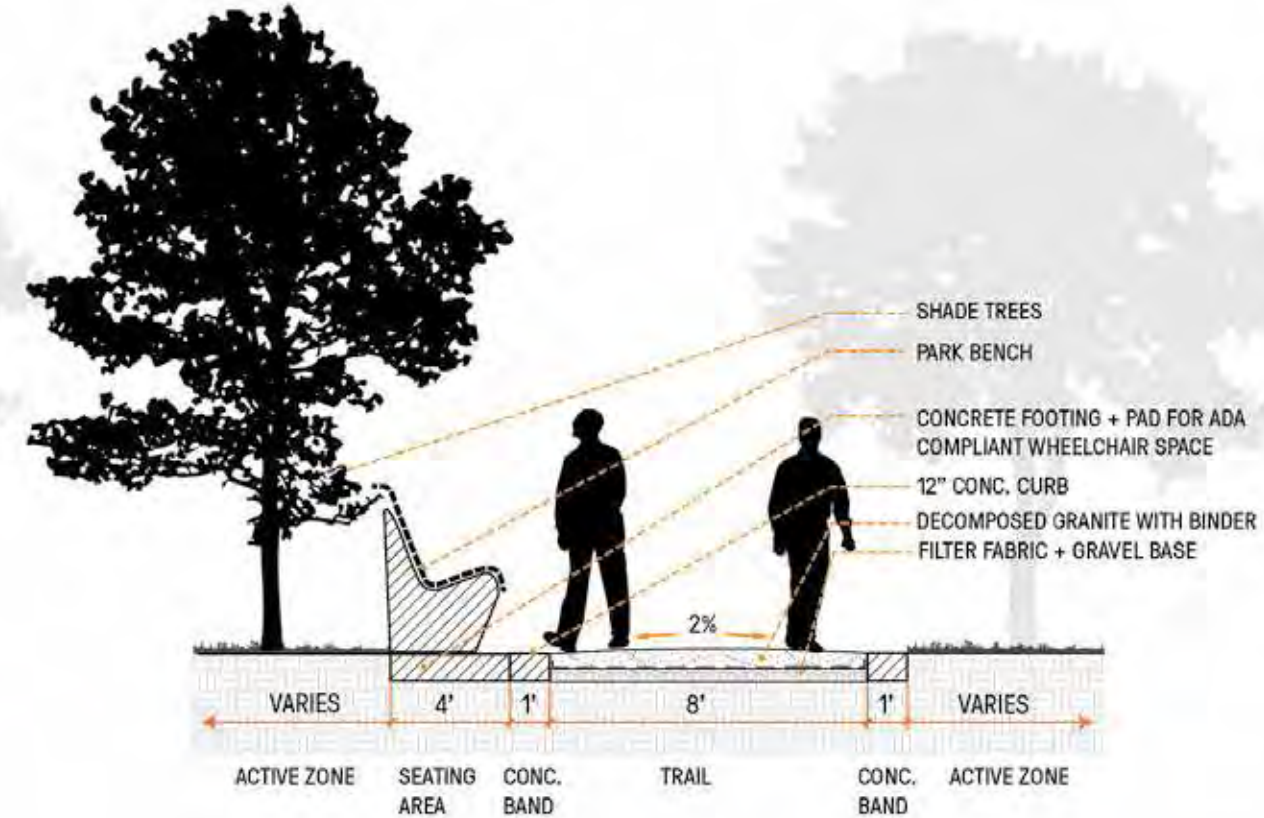 SHADE TREES
PARK BENCH
CONCRETE FOOTING + PAD FOR ADA
COMPLIANT WHEELCHAIR SPACE
12” CONC. CURB
DECOMPOSED GRANITE WITH BINDER
FILTER FABRIC + GRAVEL BASE
2%
VARIES 4’ 1’ 8’ 1’ VARIES
ACTIVE ZONE SEATING CONC. TRAIL CONC. ACTIVE ZONE
AREA BAND BAND